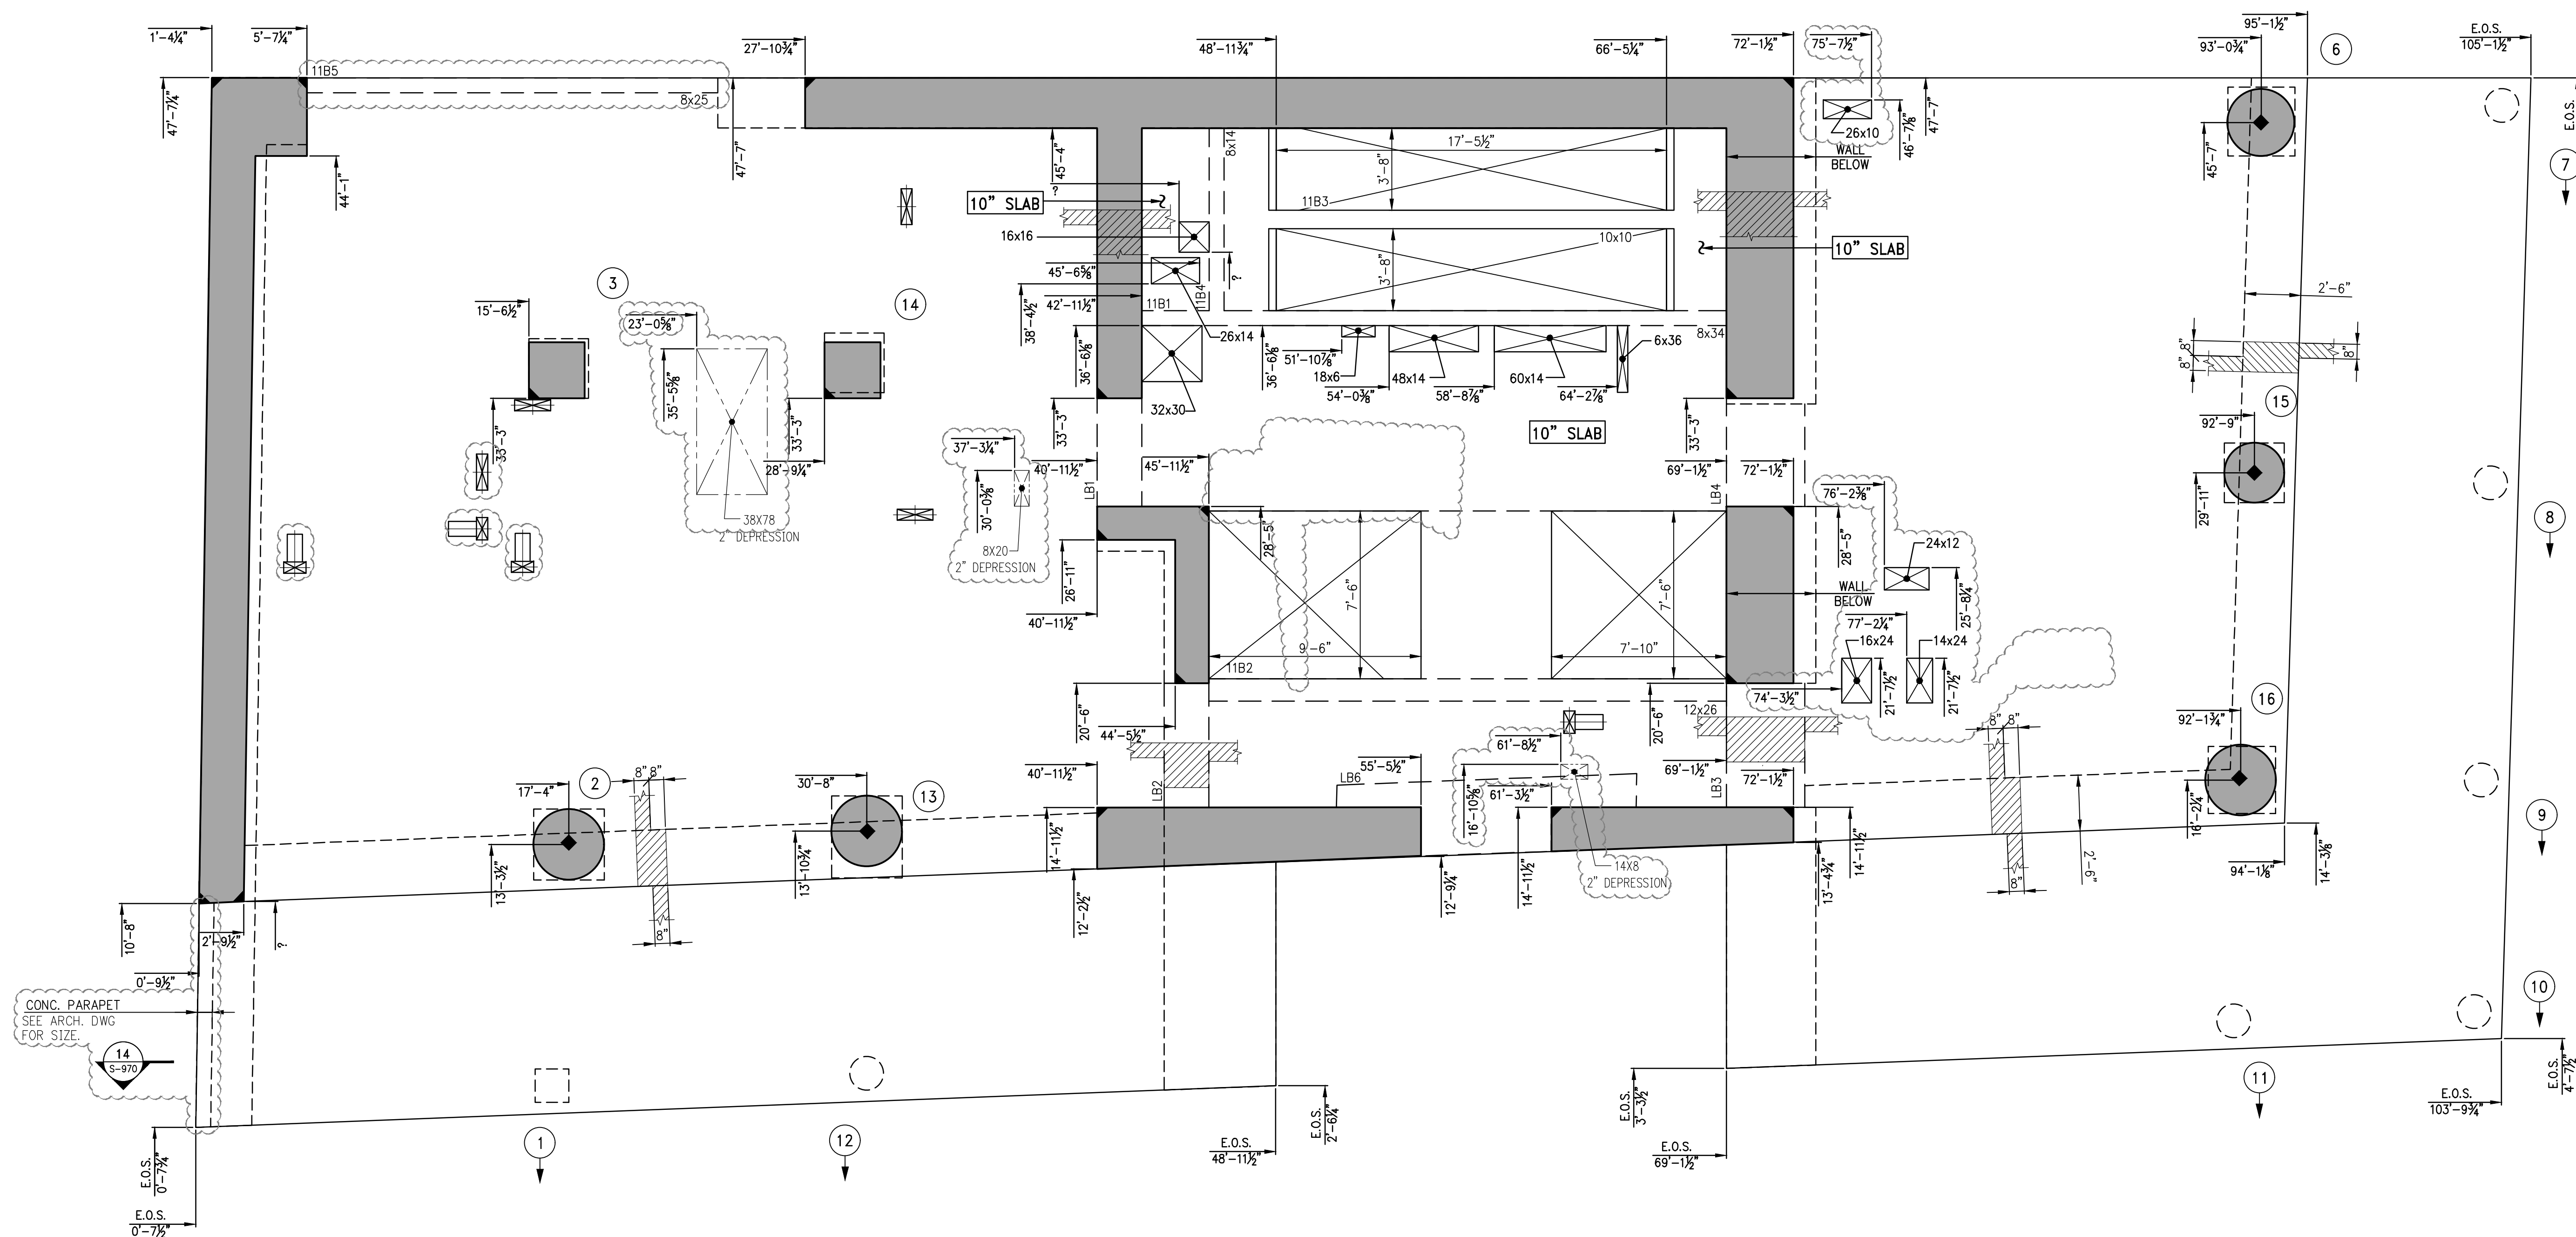 1'-4¼"
5'-7¼"
27'-10¾"
48'-11¾"
66'-5¼"
72'-1½"
75'-7½"
93'-0¾"
95'-1½"
6
E.O.S.
105'-1½"
11B5
8x25
47'-7¼"
44'-1"
47'-7"
45'-4"
?
8x14
17'-5½"
3'-8"
11B3
26x10
46'-7⅛"
47'-7"
WALL
BELOW
45'-7"
E.O.S.
7
10" SLAB
16x16
45'-6⅝"
42'-11½"
38'-4½"
11B1
11B4
?
10x10
3'-8"
10" SLAB
2'-6"
3
14
15'-6½"
23'-0⅝"
35'-5⅝"
33'-3"
33'-3"
28'-9¼"
36'-6⅛"
26x14
32x30
36'-6⅛"
51'-10⅞"
18x6
54'-0⅜"
48x14
58'-8⅞"
60x14
64'-2⅞"
6x36
8x34
8"
8"
8"
15
92'-9"
29'-11"
33'-3"
10" SLAB
33'-3"
37'-3¼"
40'-11½"
45'-11½"
69'-1½"
72'-1½"
LB1
LB4
30'-0⅜"
8X20
2" DEPRESSION
38X78
2" DEPRESSION
76'-2⅜"
24x12
28'-5"
28'-5"
26'-11"
40'-11½"
7'-6"
7'-6"
9'-6"
7'-10"
11B2
WALL
BELOW
25'-8¼"
77'-2¼"
16x24
14x24
21'-7½"
21'-7½"
74'-3½"
8
16
92'-1¾"
16'-2¼"
20'-6"
44'-5½"
40'-11½"
20'-6"
12x26
61'-8½"
69'-1½"
72'-1½"
55'-5½"
LB6
LB2
LB3
61'-3½"
16'-10⅝"
14X8
2" DEPRESSION
8"
8"
8"
2'-6"
17'-4"
2
8"
8"
8"
30'-8"
13
13'-3½"
13'-10¾"
14'-11½"
12'-2½"
12'-9¼"
14'-11½"
13'-4¾"
14'-11½"
94'-1⅛"
14'-3⅜"
9
10'-8"
2'-9½"
?
0'-9½"
CONC. PARAPET
SEE ARCH. DWG
FOR SIZE.
14
S-970
E.O.S.
0'-7¾"
E.O.S.
0'-7½"
1
12
E.O.S.
48'-11½"
E.O.S.
2'-6¼"
E.O.S.
3'-3½"
E.O.S.
69'-1½"
11
10
E.O.S.
103'-9¾"
E.O.S.
4'-7½"